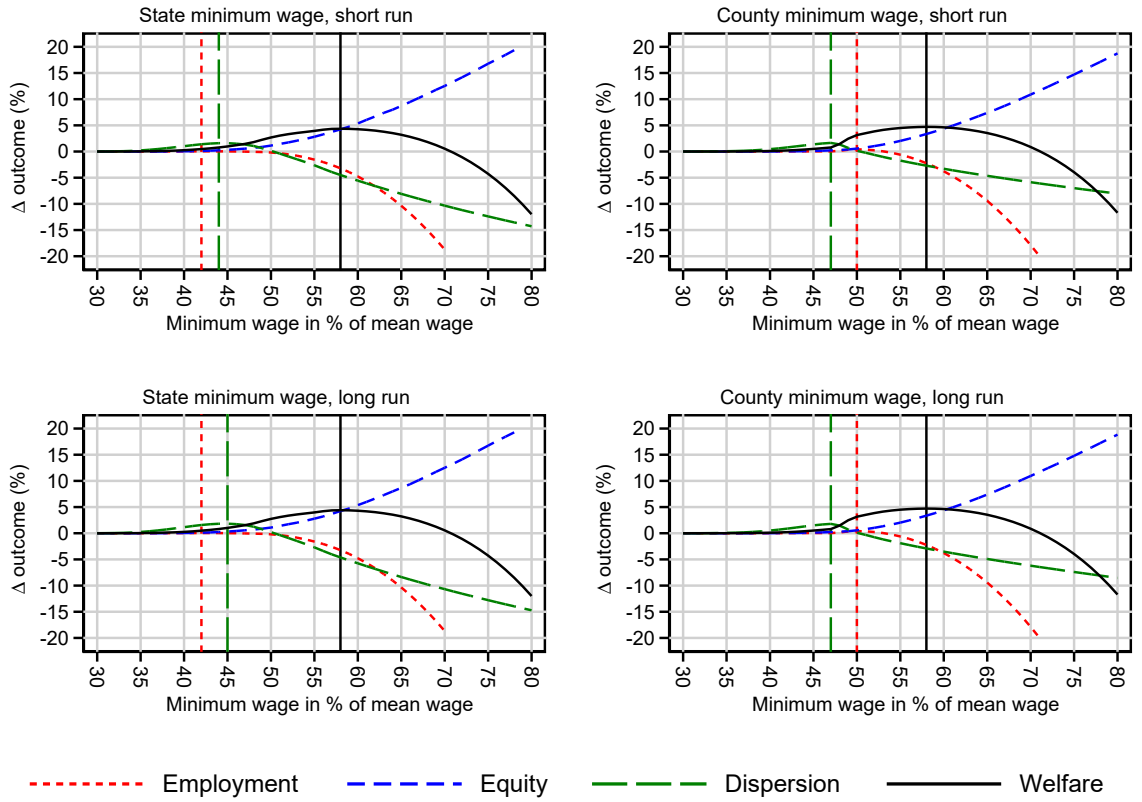 State minimum wage, short run
20
15
10
5
0
-5
-10
-15
-20
Δ outcome (%)
30 35 40 45 50 55 60 65 70 75 80
Minimum wage in % of mean wage
County minimum wage, short run
20
15
10
5
0
-5
-10
-15
-20
Δ outcome (%)
30 35 40 45 50 55 60 65 70 75 80
Minimum wage in % of mean wage
State minimum wage, long run
20
15
10
5
0
-5
-10
-15
-20
Δ outcome (%)
30 35 40 45 50 55 60 65 70 75 80
Minimum wage in % of mean wage
County minimum wage, long run
20
15
10
5
0
-5
-10
-15
-20
Δ outcome (%)
30 35 40 45 50 55 60 65 70 75 80
Minimum wage in % of mean wage
Employment Equity Dispersion Welfare